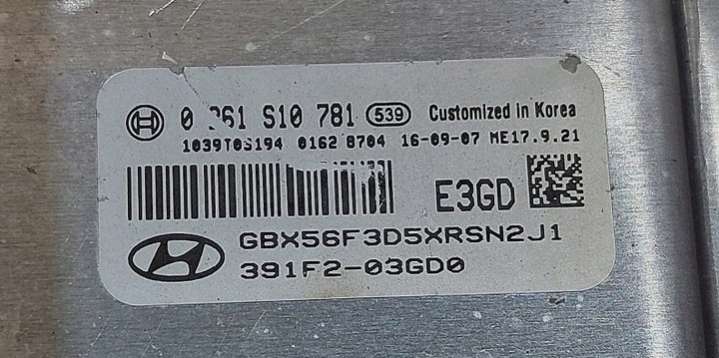 0 261 S10 781 539 Customized in Korea
1039T0S194 0162 8704 16-09-07 ME17.9.21
E3GD
GBX56F3D5XRSN2J1
391F2-03GD0